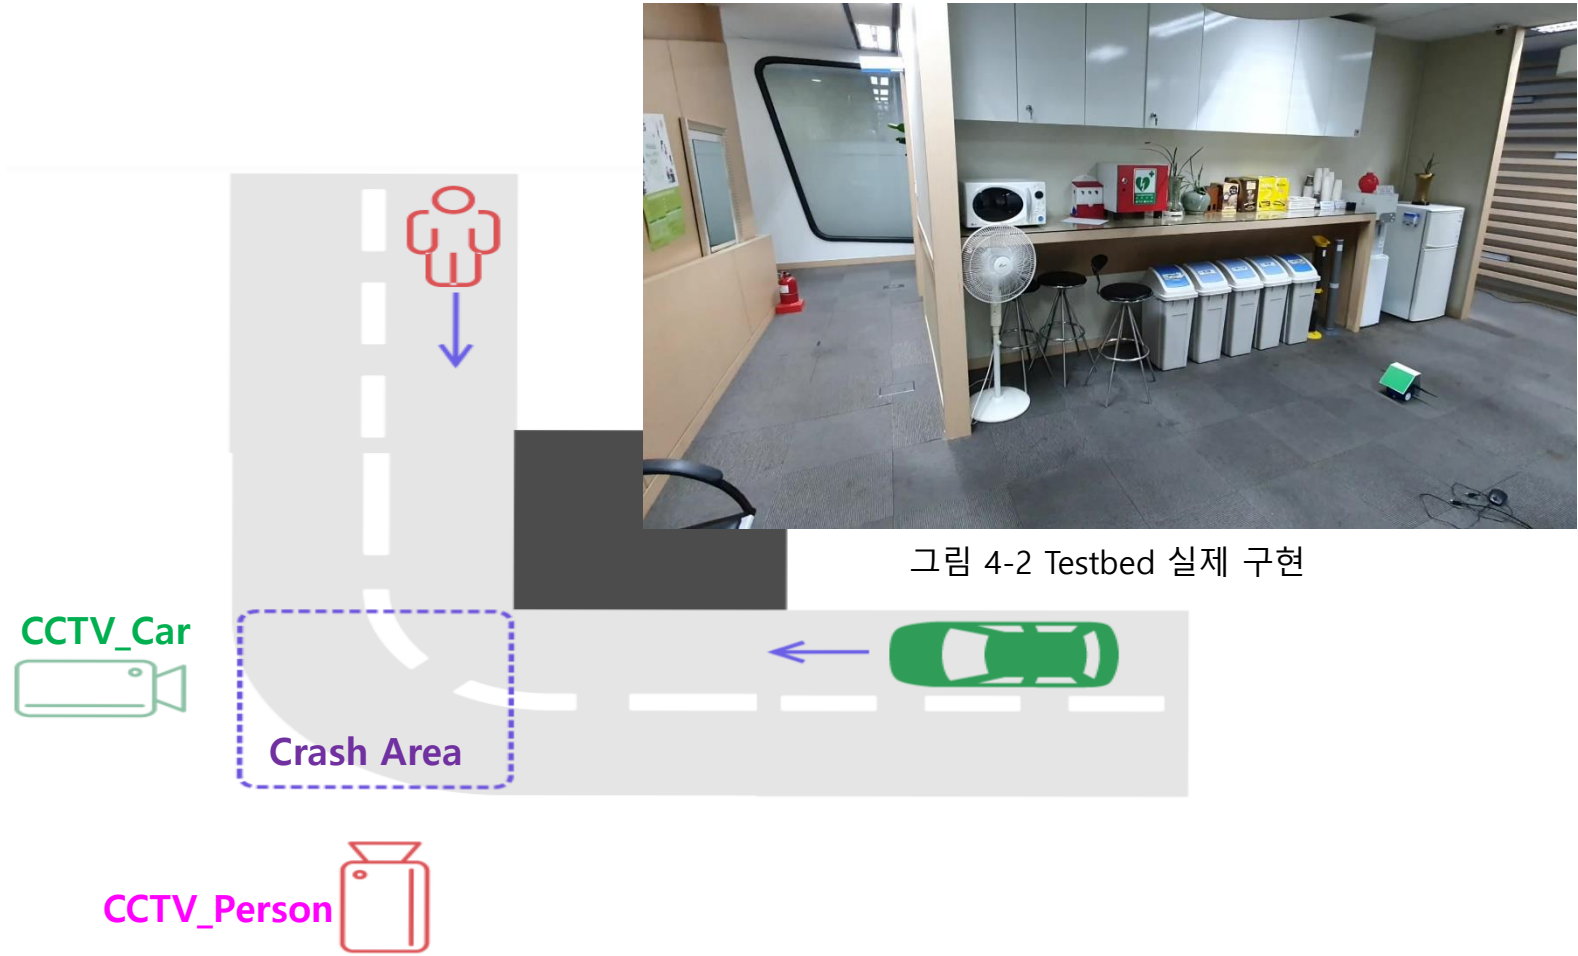 그림 4-2 Testbed 실제 구현
CCTV_Car
Crash Area
CCTV_Person